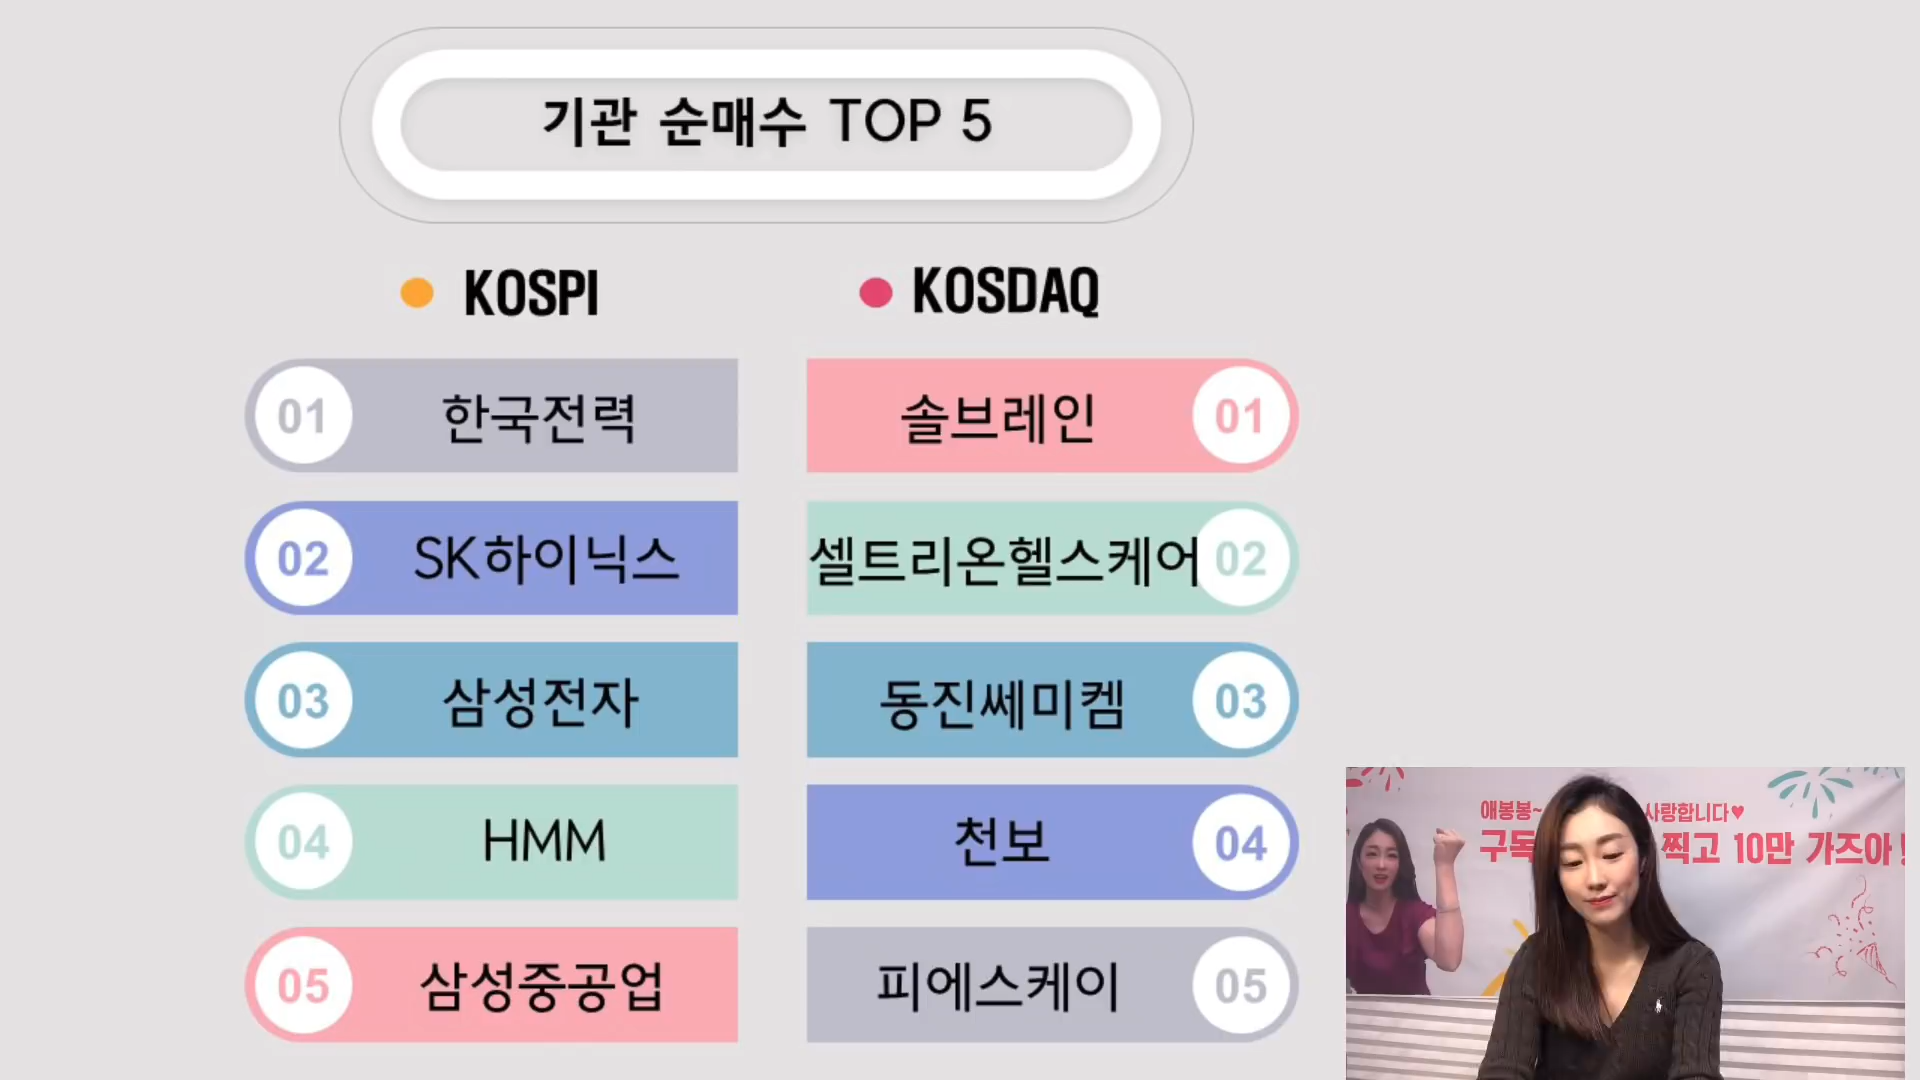 기관 순매수 TOP 5
KOSPI
01 한국전력
02 SK하이닉스
03 삼성전자
04 HMM
05 삼성중공업
KOSDAQ
솔브레인 01
셀트리온헬스케어 02
동진쎄미켐 03
천보 04
피에스케이 05
애봉봉~ 사랑합니다♥
구독 찍고 10만 가즈아!